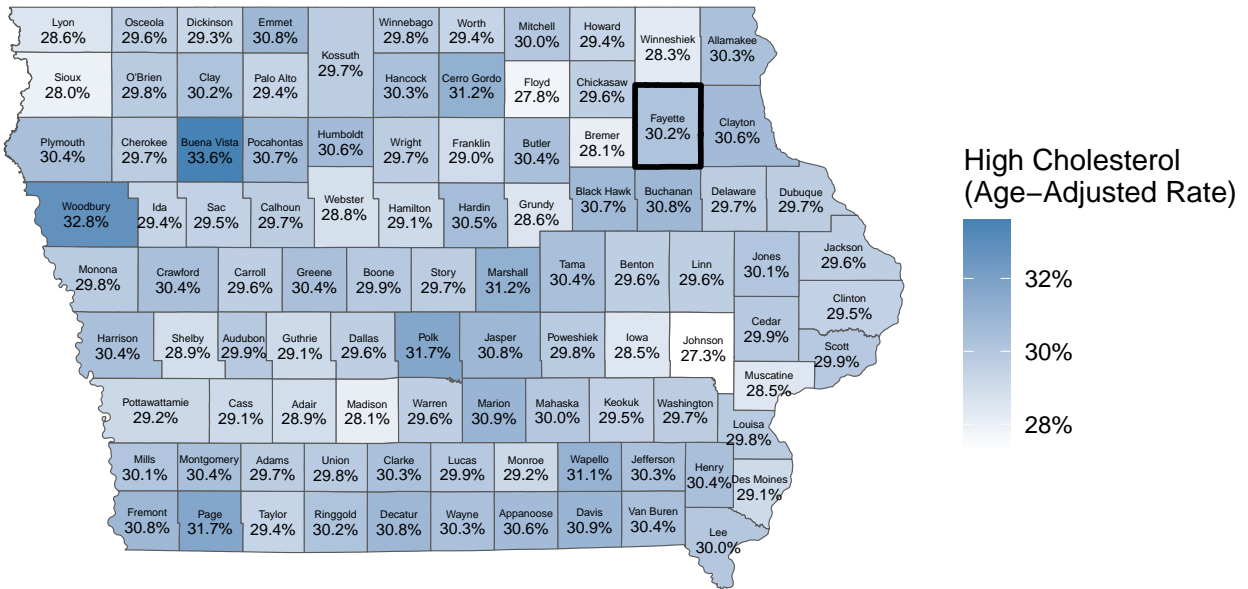 Lyon
28.6%
Osceola
29.6%
Dickinson
29.3%
Emmet
30.8%
Kossuth
29.7%
Winnebago
29.8%
Worth
29.4%
Mitchell
30.0%
Howard
29.4%
Winneshiek
28.3%
Allamakee
30.3%
Sioux
28.0%
O'Brien
29.8%
Clay
30.2%
Palo Alto
29.4%
Hancock
30.3%
Cerro Gordo
31.2%
Floyd
27.8%
Chickasaw
29.6%
Fayette
30.2%
Clayton
30.6%
Plymouth
30.4%
Cherokee
29.7%
Buena Vista
33.6%
Pocahontas
30.7%
Humboldt
30.6%
Wright
29.7%
Franklin
29.0%
Butler
30.4%
Bremer
28.1%
Woodbury
32.8%
Ida
29.4%
Sac
29.5%
Calhoun
29.7%
Webster
28.8%
Hamilton
29.1%
Hardin
30.5%
Grundy
28.6%
Black Hawk
30.7%
Buchanan
30.8%
Delaware
29.7%
Dubuque
29.7%
Monona
29.8%
Crawford
30.4%
Carroll
29.6%
Greene
30.4%
Boone
29.9%
Story
29.7%
Marshall
31.2%
Tama
30.4%
Benton
29.6%
Linn
29.6%
Jones
30.1%
Jackson
29.6%
Clinton
29.5%
Harrison
30.4%
Shelby
28.9%
Audubon
29.9%
Guthrie
29.1%
Dallas
29.6%
Polk
31.7%
Jasper
30.8%
Poweshiek
29.8%
Iowa
28.5%
Johnson
27.3%
Cedar
29.9%
Scott
29.9%
Muscatine
28.5%
Pottawattamie
29.2%
Cass
29.1%
Adair
28.9%
Madison
28.1%
Warren
29.6%
Marion
30.9%
Mahaska
30.0%
Keokuk
29.5%
Washington
29.7%
Louisa
29.8%
Mills
30.1%
Montgomery
30.4%
Adams
29.7%
Union
29.8%
Clarke
30.3%
Lucas
29.9%
Monroe
29.2%
Wapello
31.1%
Jefferson
30.3%
Henry
30.4%
Des Moines
29.1%
Fremont
30.8%
Page
31.7%
Taylor
29.4%
Ringgold
30.2%
Decatur
30.8%
Wayne
30.3%
Appanoose
30.6%
Davis
30.9%
Van Buren
30.4%
Lee
30.0%
High Cholesterol
(Age−Adjusted Rate)
32%
30%
28%